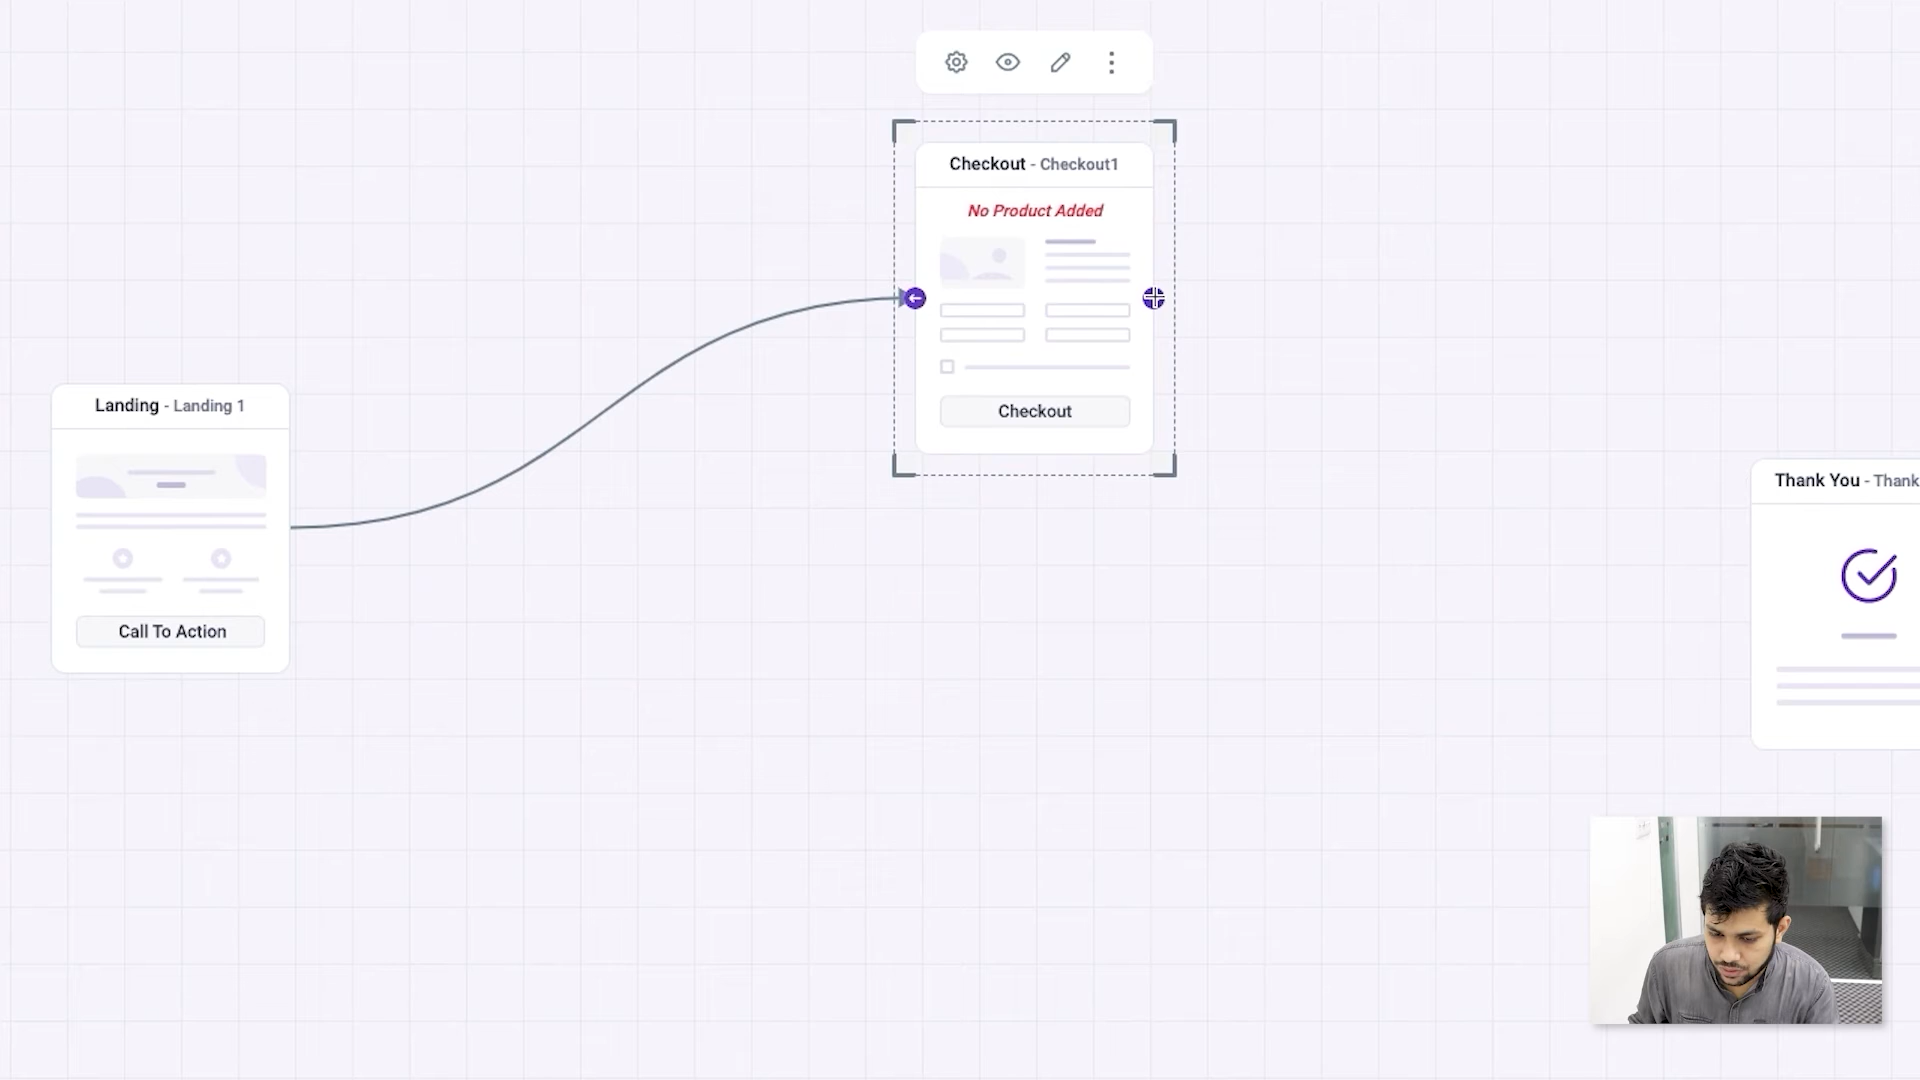 Checkout - Checkout1
No Product Added
Checkout
Landing - Landing 1
Call To Action
Thank You - Thank